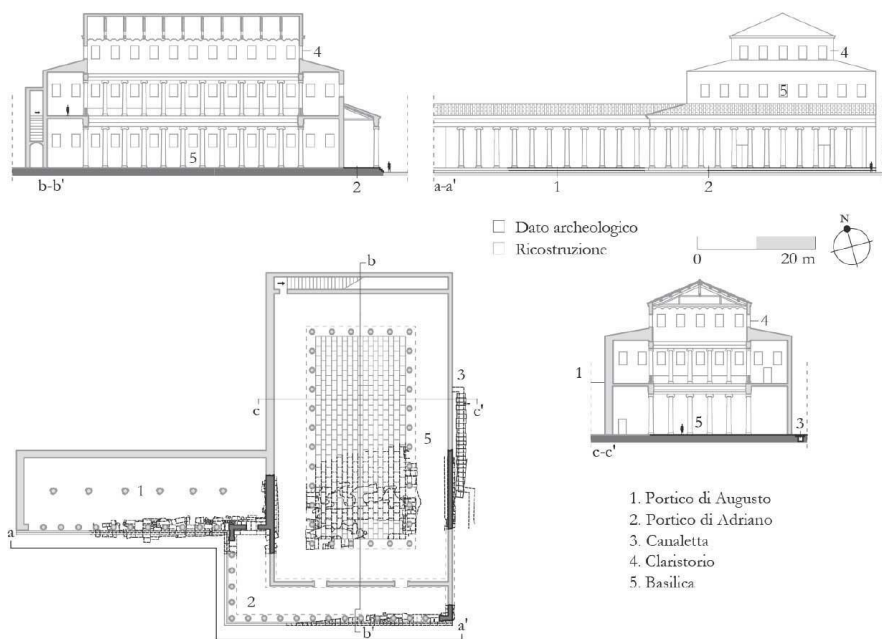 4
5
b-b'
2
4
5
a-a'
1
2
Dato archeologico
Ricostruzione
0
20 m
N
b
3
c
c'
5
1
a
2
b'
a'
4
1
5
3
c-c'
1. Portico di Augusto
2. Portico di Adriano
3. Canaletta
4. Claristorio
5. Basilica